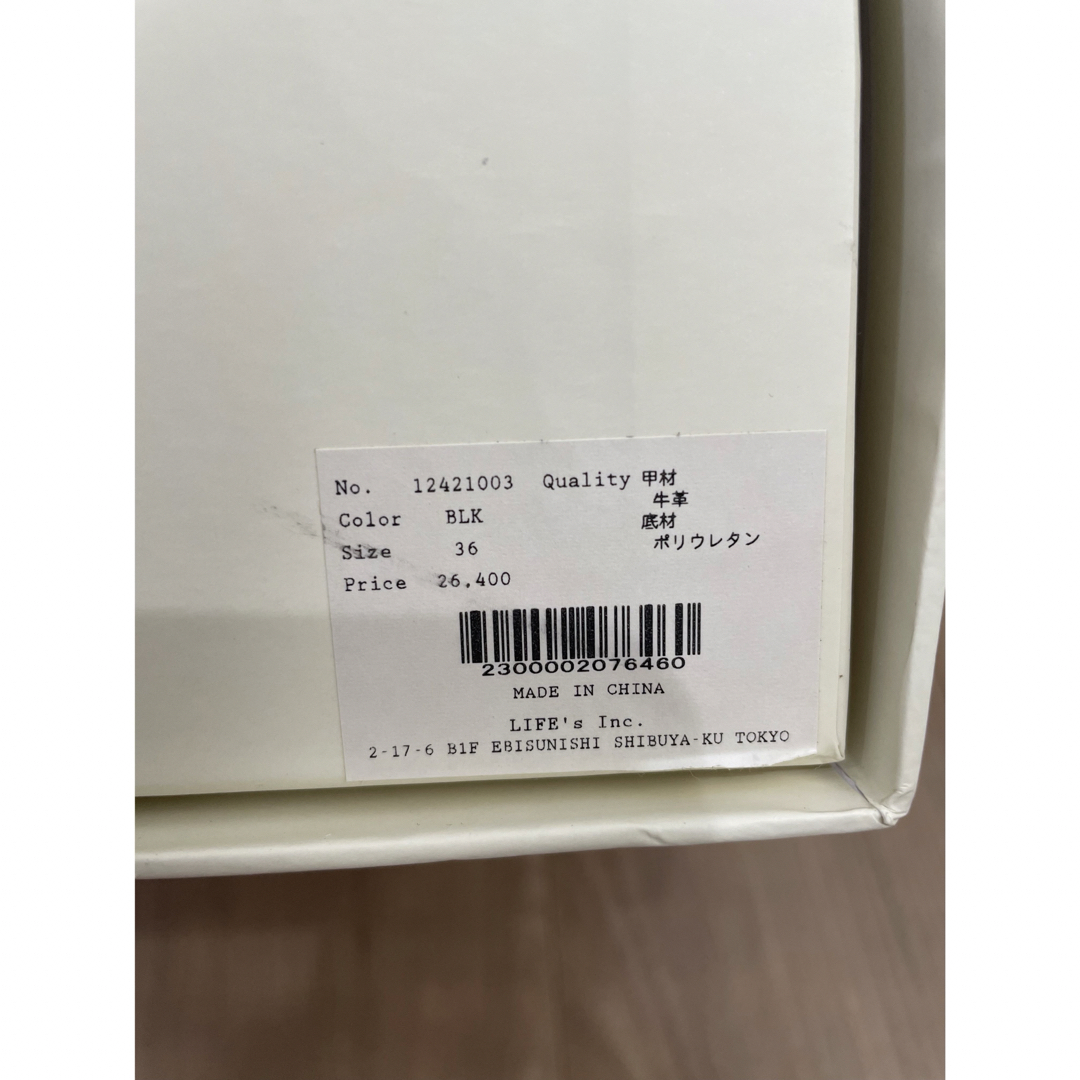 No. 12421003 Quality 甲材
牛革
Color BLK 底材
Size 36 ポリウレタン
Price 26,400
2300002076460
MADE IN CHINA
LIFE's Inc.
2-17-6 B1F EBISUNISHI SHIBUYA-KU TOKYO